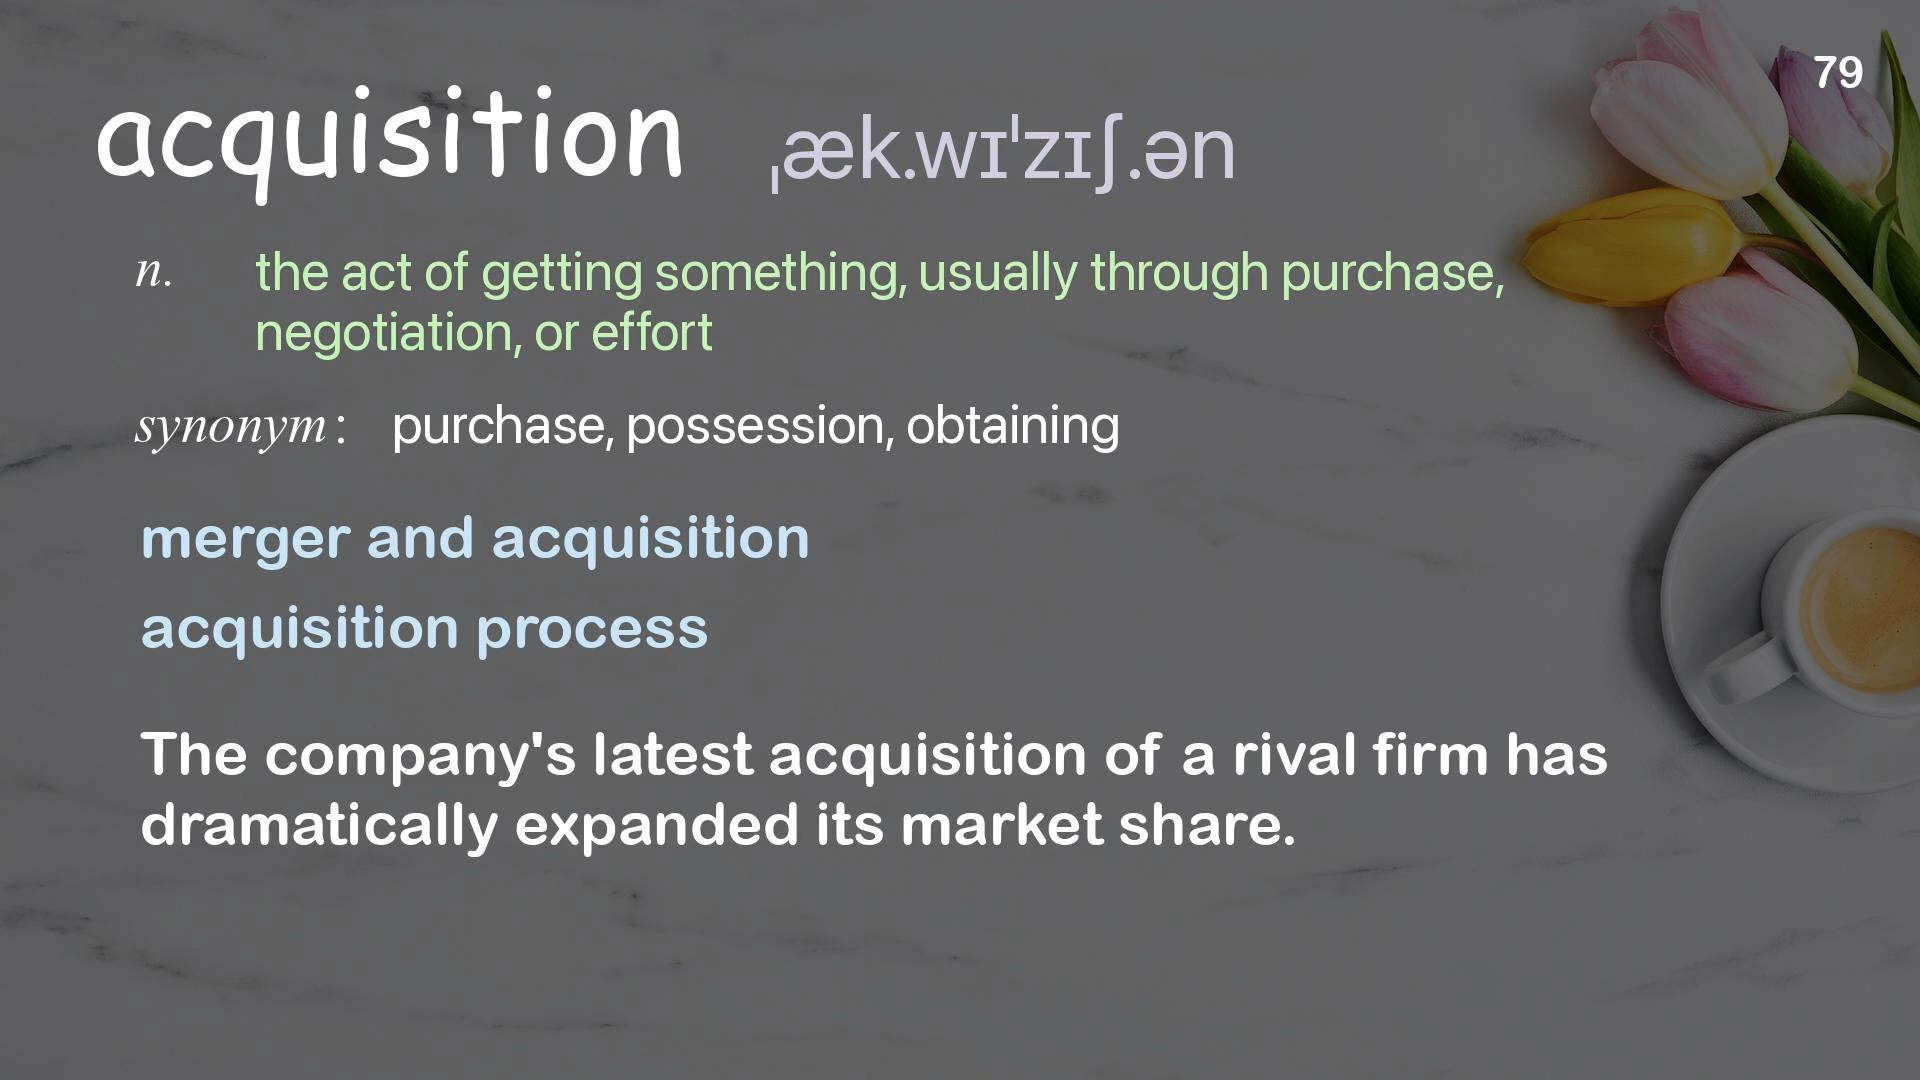 79
acquisition ˌæk.wɪˈzɪʃ.ən
n. the act of getting something, usually through purchase,
negotiation, or effort
synonym: purchase, possession, obtaining
merger and acquisition
acquisition process
The company's latest acquisition of a rival firm has
dramatically expanded its market share.